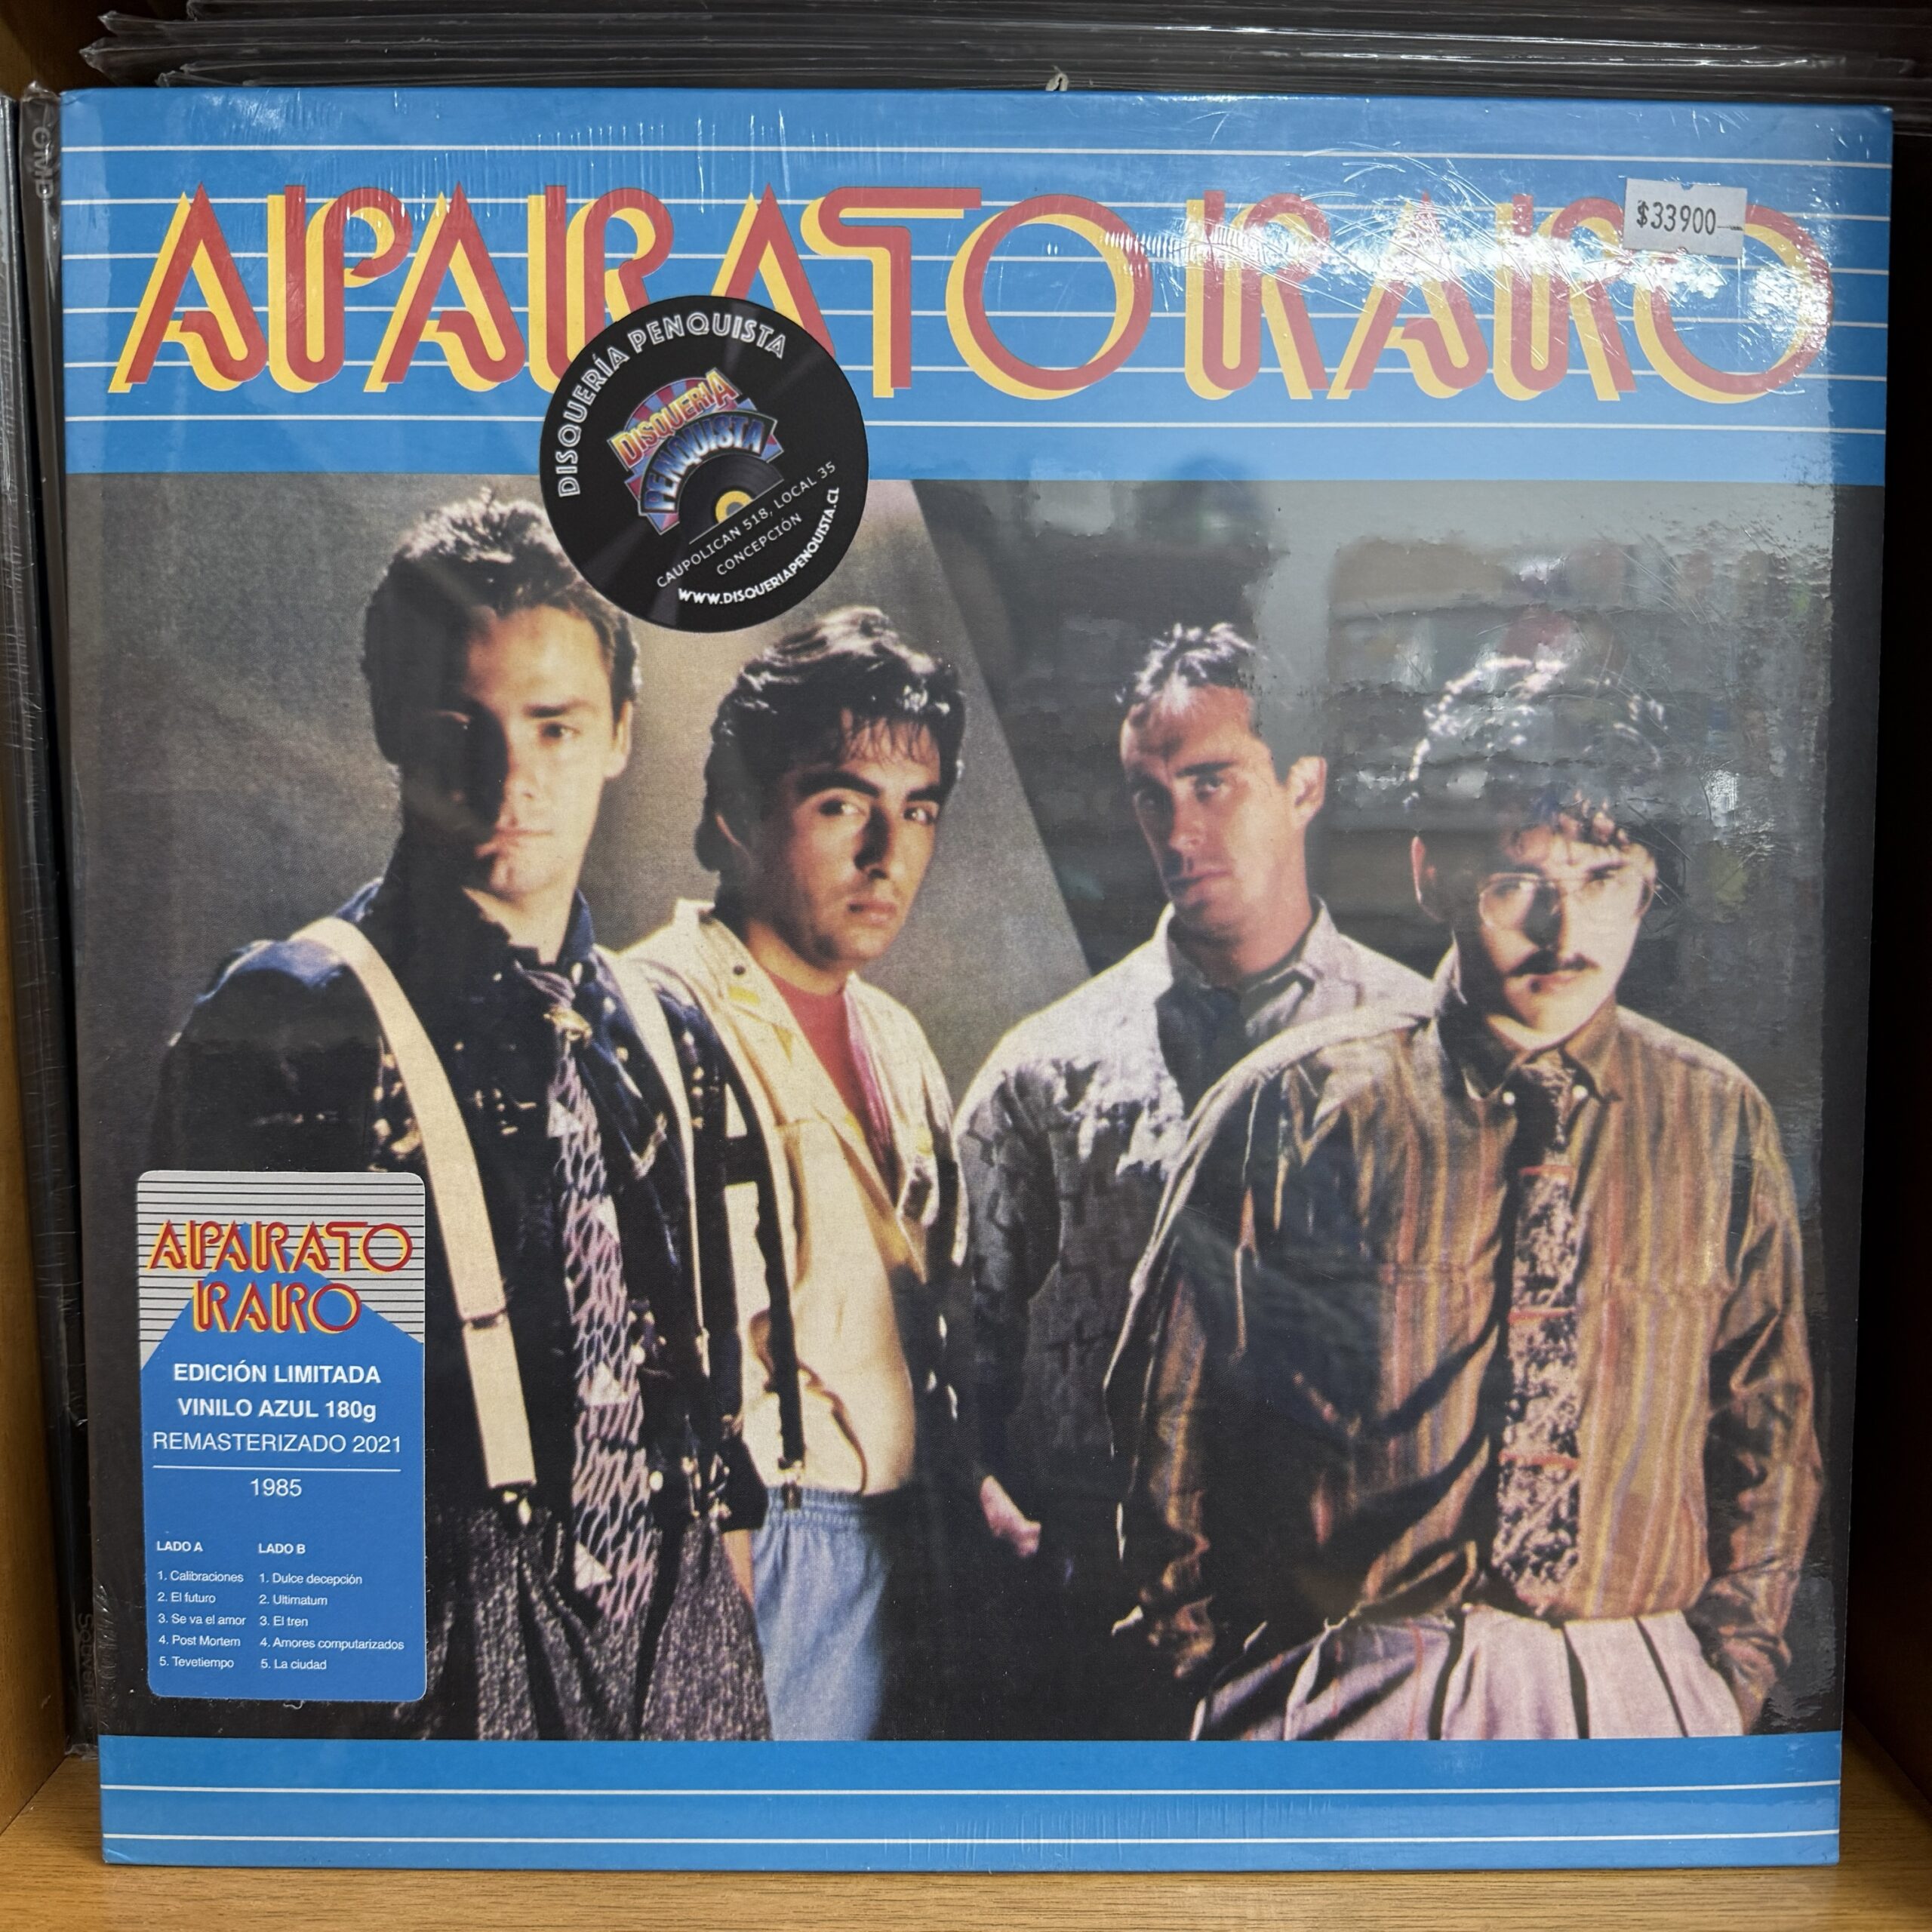 APARATO RARO
$33900
DISQUERÍA PENQUISTA
DISQUERIA
PENQUISTA
CAUPOLICAN 518, LOCAL 35
CONCEPCIÓN
WWW.DISQUERIAPENQUISTA.CL
APARATO
RARO
EDICIÓN LIMITADA
VINILO AZUL 180g
REMASTERIZADO 2021
1985
LADO A
1. Calibraciones
2. El futuro
3. Se va el amor
4. Post Mortem
5. Tevetiempo
LADO B
1. Dulce decepción
2. Ultimatum
3. El tren
4. Amores computarizados
5. La ciudad